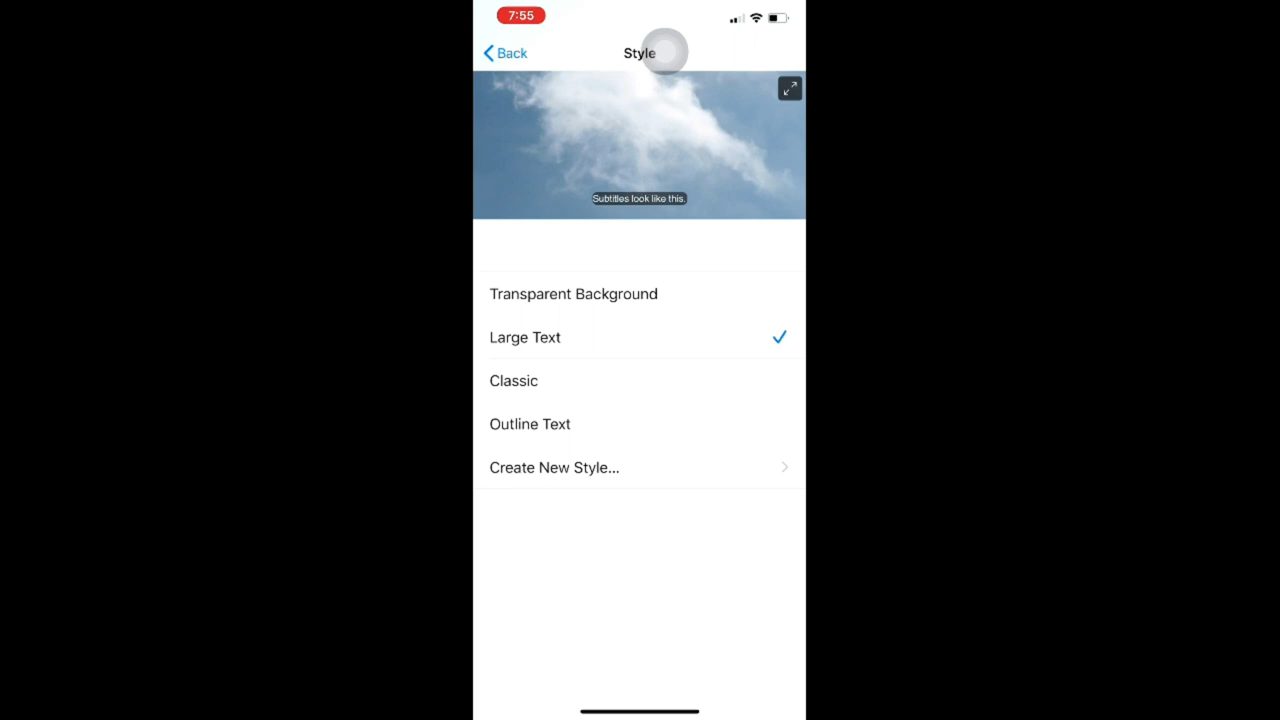 7:55
Back
Style
Subtitles look like this.
Transparent Background
Large Text
Classic
Outline Text
Create New Style...